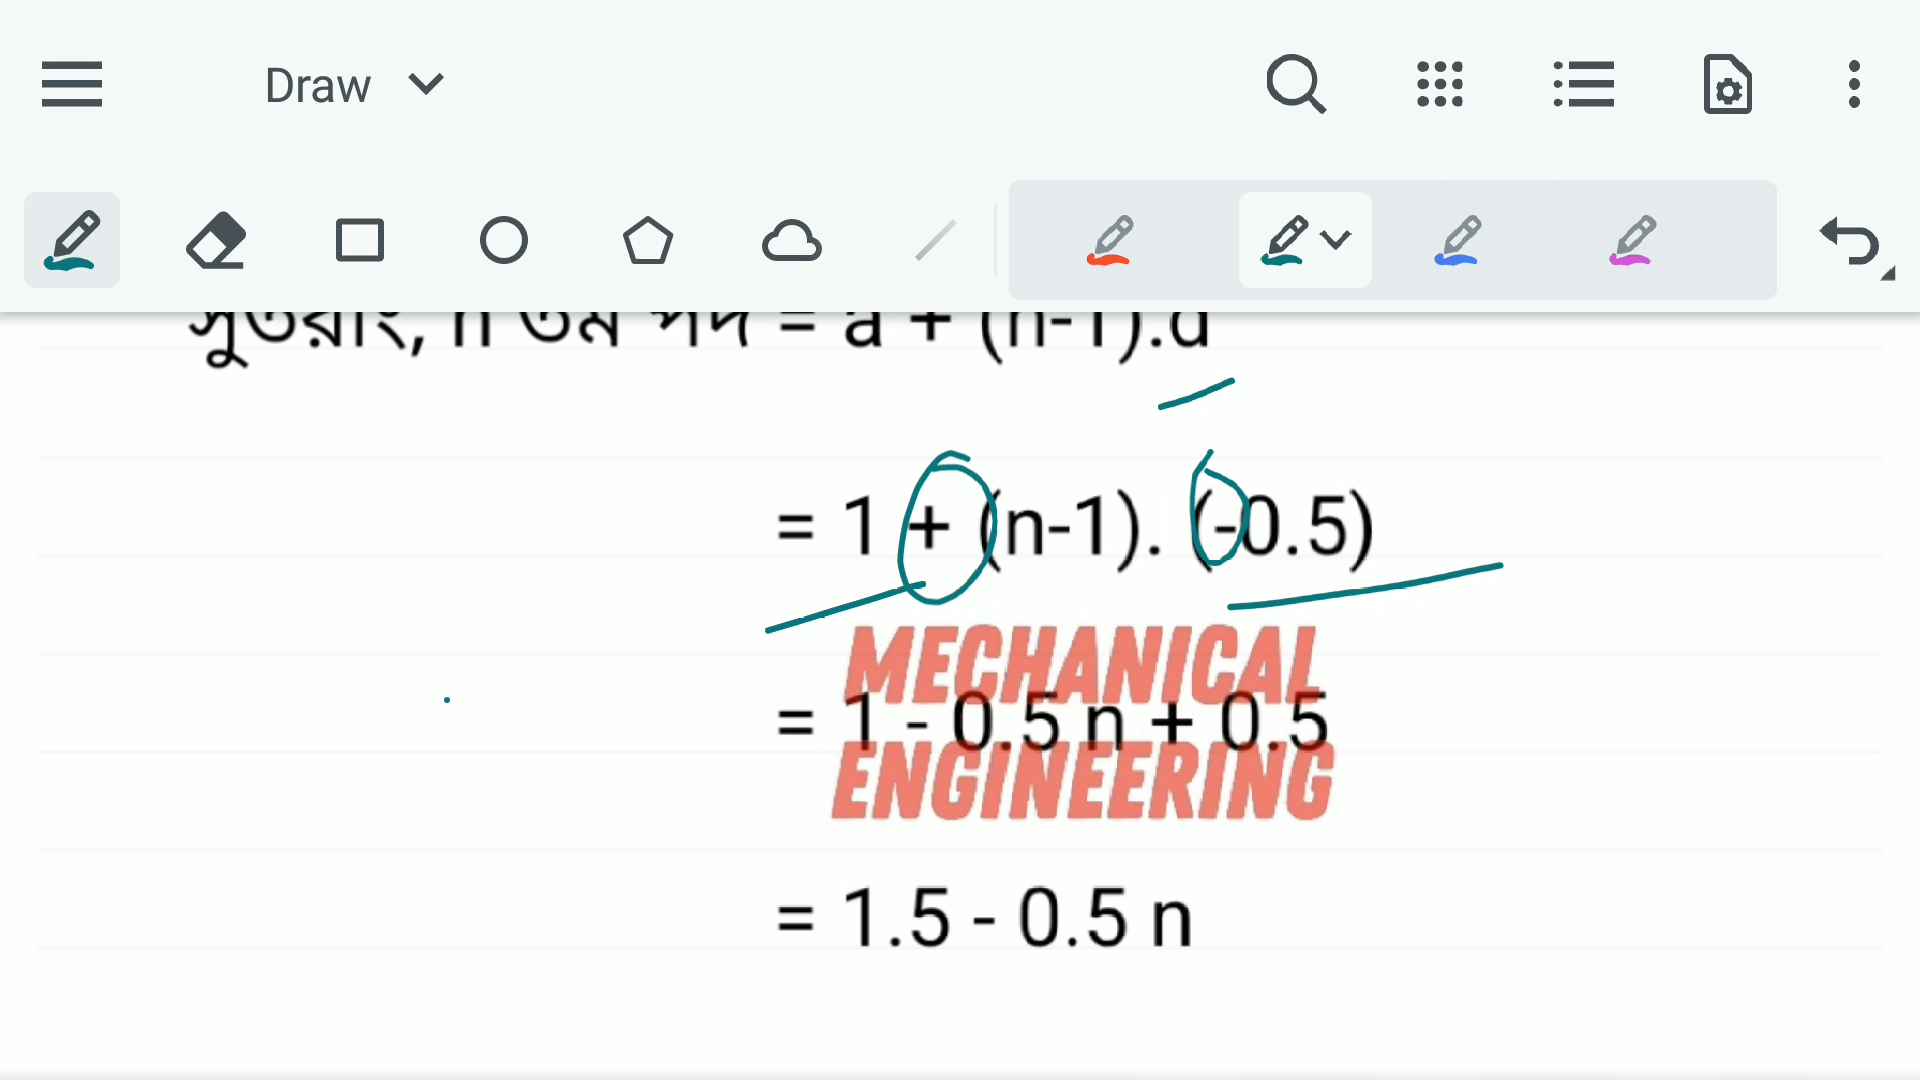 Draw
সুতরাং, n তম পদ = a + (n-1).d
= 1 + (n-1). (-0.5)
MECHANICAL
= 1 - 0.5 n + 0.5
ENGINEERING
= 1.5 - 0.5 n